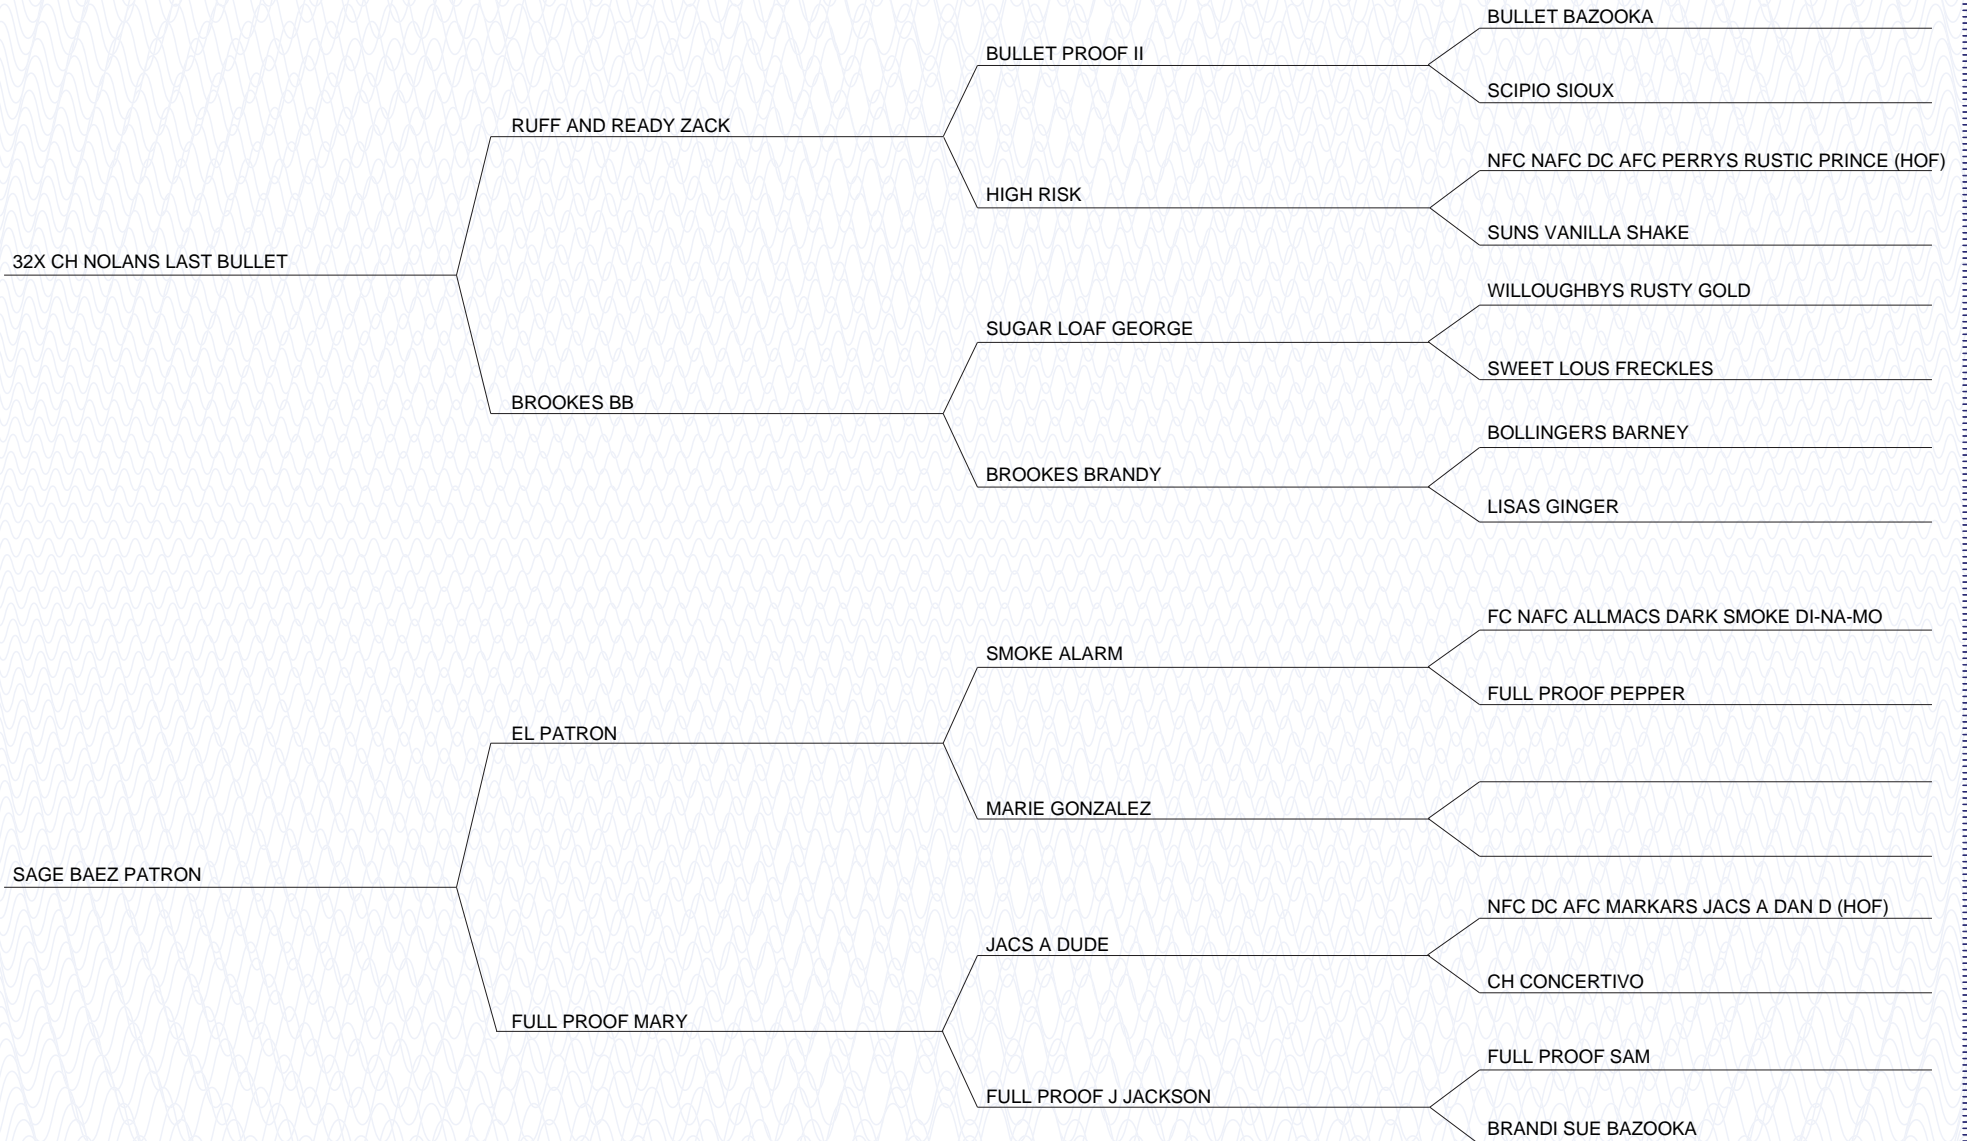 BULLET BAZOOKA
BULLET PROOF II
SCIPIO SIOUX
RUFF AND READY ZACK
NFC NAFC DC AFC PERRYS RUSTIC PRINCE (HOF)
HIGH RISK
SUNS VANILLA SHAKE
32X CH NOLANS LAST BULLET
WILLOUGHBYS RUSTY GOLD
SUGAR LOAF GEORGE
SWEET LOUS FRECKLES
BROOKES BB
BOLLINGERS BARNEY
BROOKES BRANDY
LISAS GINGER
FC NAFC ALLMACS DARK SMOKE DI-NA-MO
SMOKE ALARM
FULL PROOF PEPPER
EL PATRON
MARIE GONZALEZ
SAGE BAEZ PATRON
NFC DC AFC MARKARS JACS A DAN D (HOF)
JACS A DUDE
CH CONCERTIVO
FULL PROOF MARY
FULL PROOF SAM
FULL PROOF J JACKSON
BRANDI SUE BAZOOKA